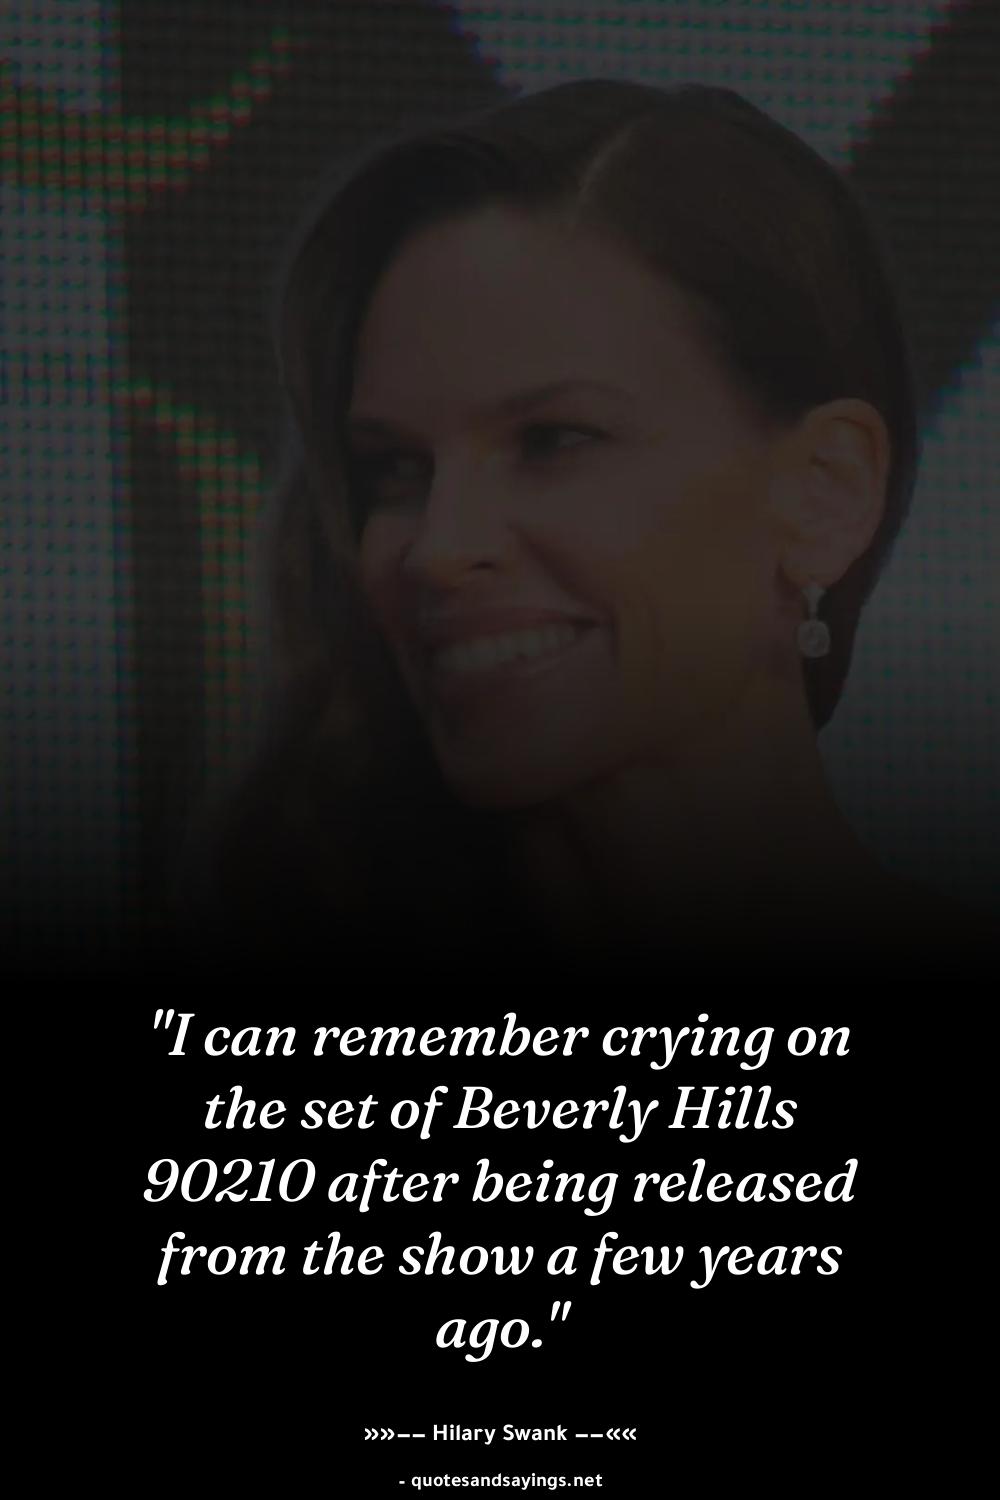 "I can remember crying on
the set of Beverly Hills
90210 after being released
from the show a few years
ago."
»»–– Hilary Swank ––««
- quotesandsayings.net